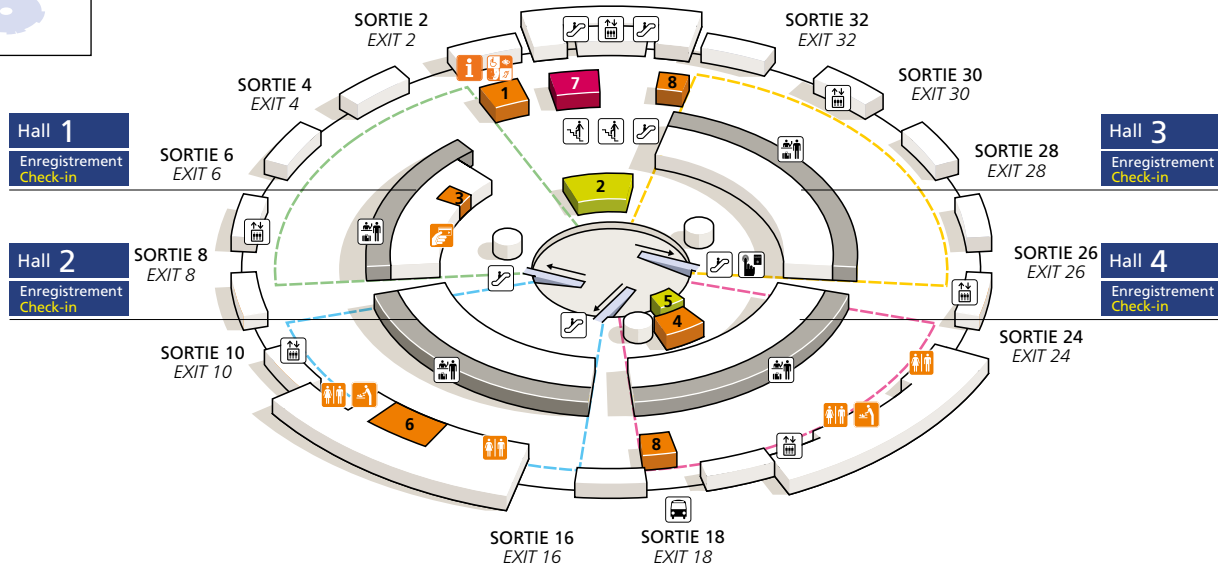 SORTIE 2
EXIT 2
SORTIE 32
EXIT 32
SORTIE 4
EXIT 4
SORTIE 30
EXIT 30
i
1
7
8
Hall 1
Enregistrement
Check-in
SORTIE 6
EXIT 6
Hall 3
Enregistrement
Check-in
SORTIE 28
EXIT 28
3
2
Hall 2
Enregistrement
Check-in
SORTIE 8
EXIT 8
SORTIE 26
EXIT 26
Hall 4
Enregistrement
Check-in
5
4
SORTIE 10
EXIT 10
SORTIE 24
EXIT 24
6
8
SORTIE 16
EXIT 16
SORTIE 18
EXIT 18